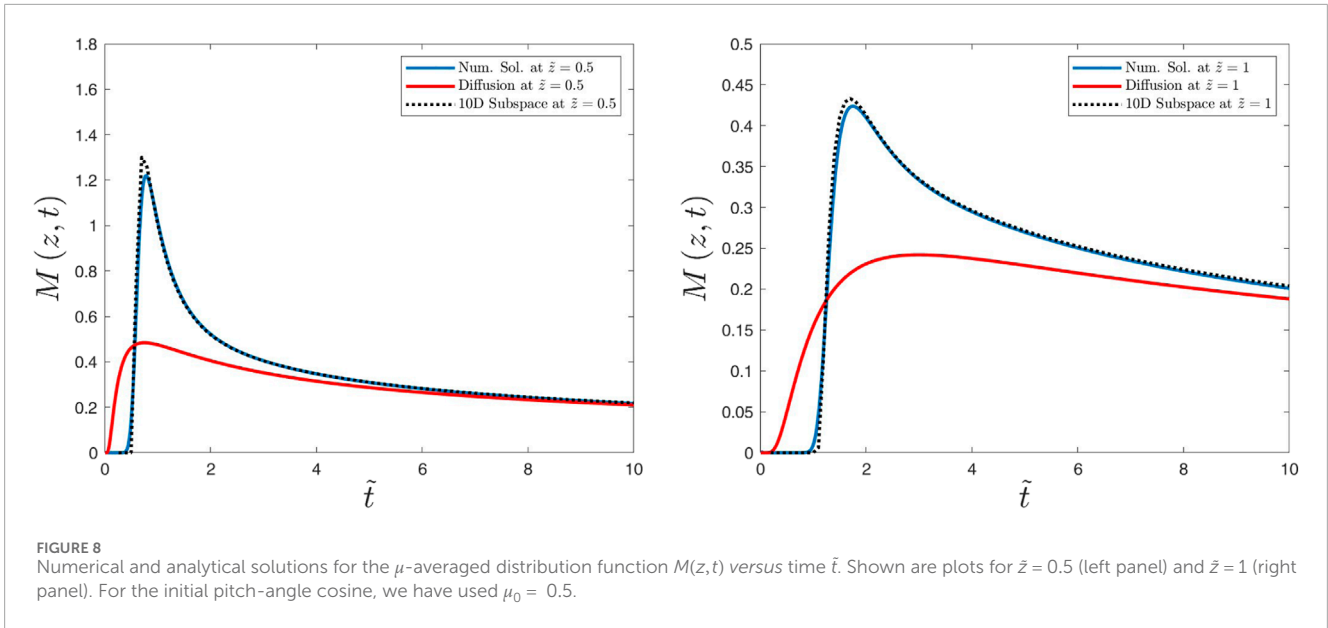 1.8
1.6
1.4
1.2
1
0.8
0.6
0.4
0.2
0
0 2 4 6 8 10
M (z, t)
t̃
Num. Sol. at z̃ = 0.5
Diffusion at z̃ = 0.5
10D Subspace at z̃ = 0.5
0.5
0.45
0.4
0.35
0.3
0.25
0.2
0.15
0.1
0.05
0
0 2 4 6 8 10
M (z, t)
t̃
Num. Sol. at z̃ = 1
Diffusion at z̃ = 1
10D Subspace at z̃ = 1
FIGURE 8
Numerical and analytical solutions for the μ-averaged distribution function M(z,t) versus time t̃. Shown are plots for z̃ = 0.5 (left panel) and z̃ = 1 (right
panel). For the initial pitch-angle cosine, we have used μ₀ = 0.5.